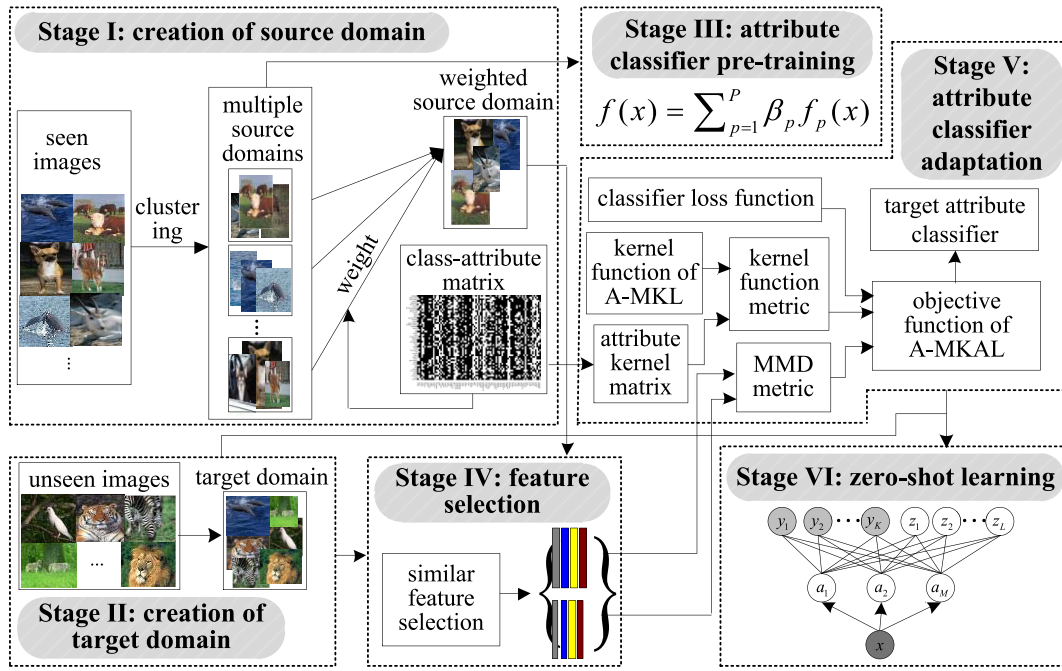 Stage I: creation of source domain
seen
images
⋮
cluster
ing
multiple
source
domains
⋮
weight
weighted
source domain
class-attribute
matrix
Stage III: attribute
classifier pre-training
f(x) = ∑_{p=1}^{P} β_p f_p(x)
Stage V:
attribute
classifier
adaptation
classifier loss function
kernel
function of
A-MKL
attribute
kernel
matrix
kernel
function
metric
MMD
metric
target attribute
classifier
objective
function of
A-MKAL
unseen images
...
target domain
Stage II: creation of
target domain
Stage IV: feature
selection
similar
feature
selection
Stage VI: zero-shot learning
y_1 y_2 ··· y_K z_1 z_2 ··· z_L
a_1 a_2 a_M
x